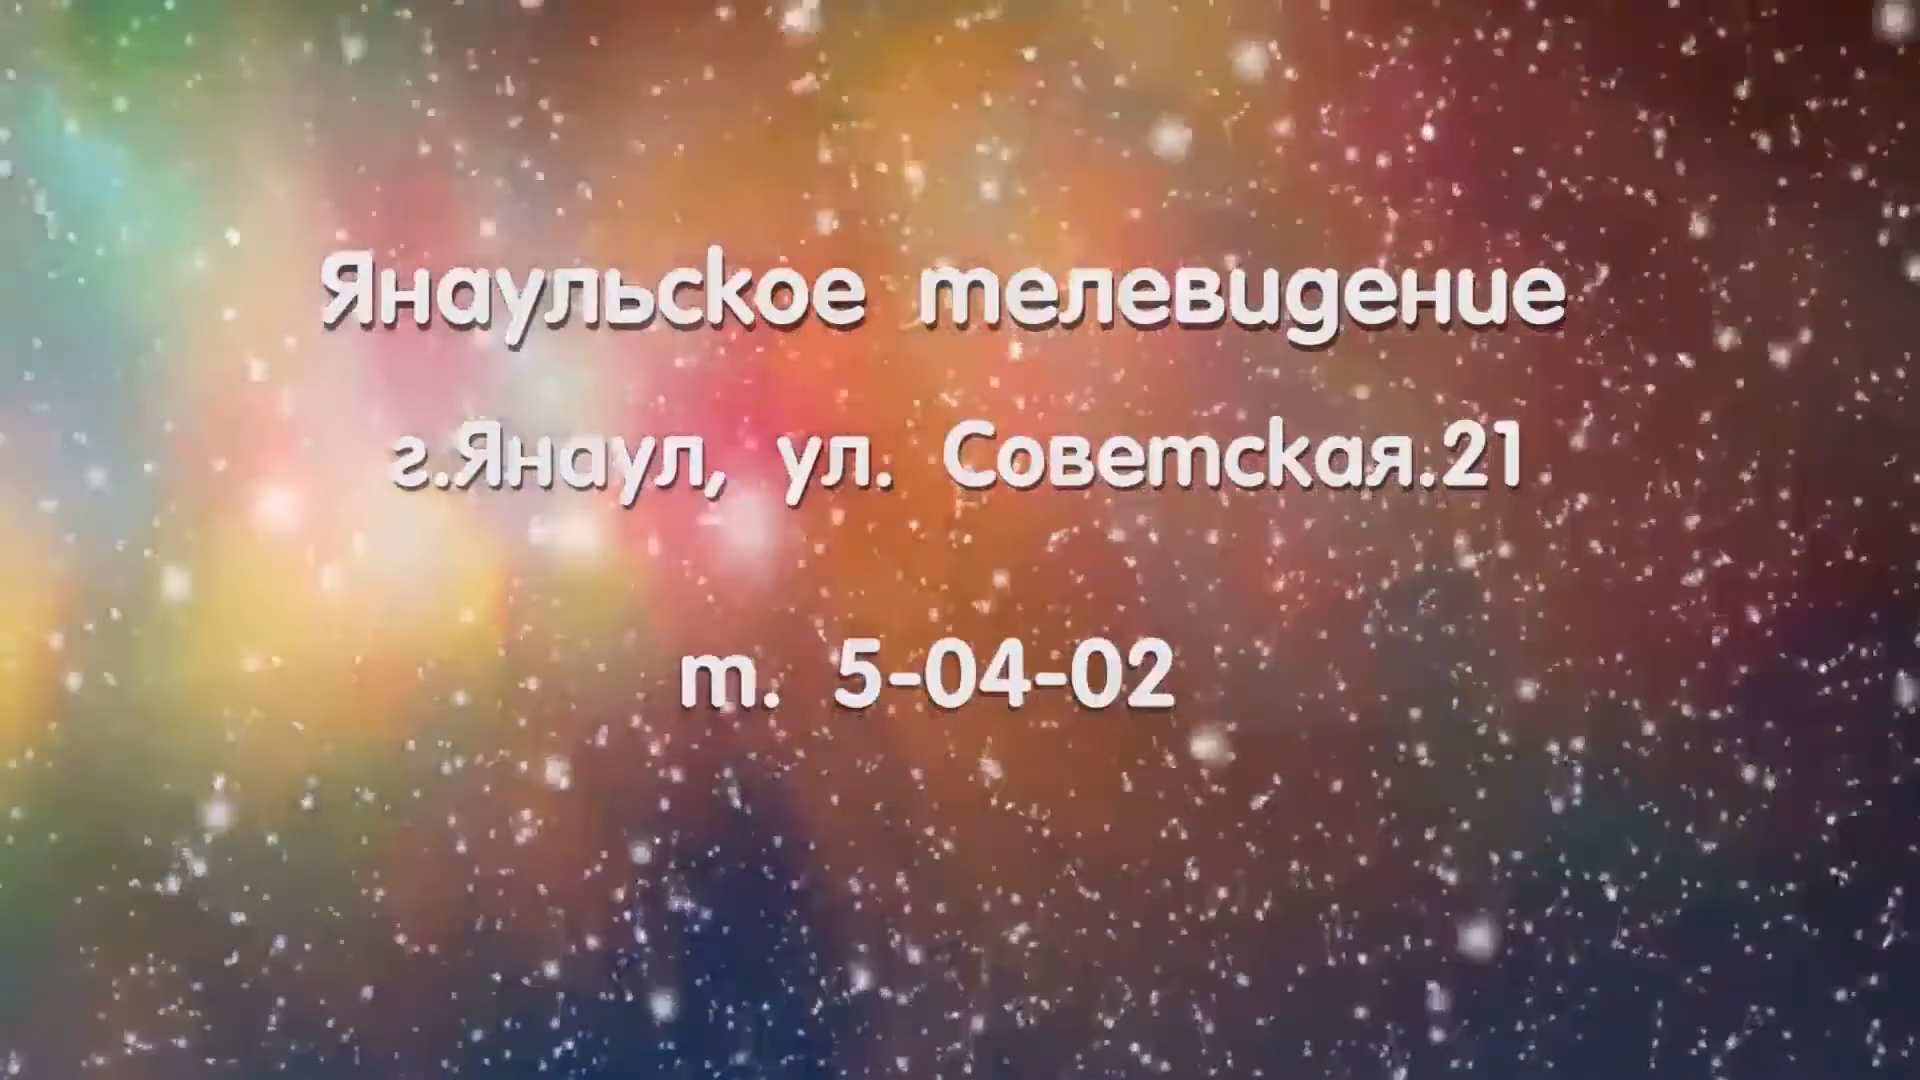 Янаульское телевидение
г.Янаул, ул. Советская.21
т. 5-04-02